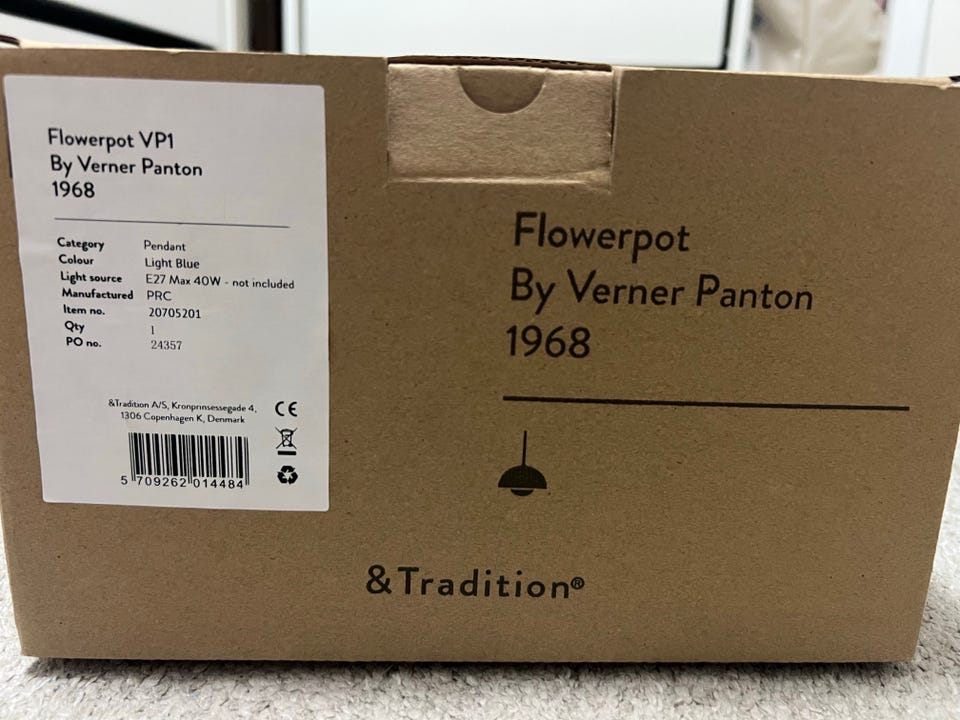 Flowerpot VP1
By Verner Panton
1968
Category Pendant
Colour Light Blue
Light source E27 Max 40W - not included
Manufactured PRC
Item no. 20705201
Qty 1
PO no. 24357
&Tradition A/S, Kronprinsessegade 4,
1306 Copenhagen K, Denmark
CE
5 709262 014484
Flowerpot
By Verner Panton
1968
&Tradition®